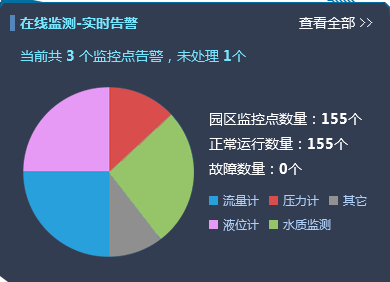 在线监测-实时告警 查看全部 >>
当前共 3 个监控点告警，未处理 1个
园区监控点数量：155个
正常运行数量：155个
故障数量：0个
流量计 压力计 其它
液位计 水质监测